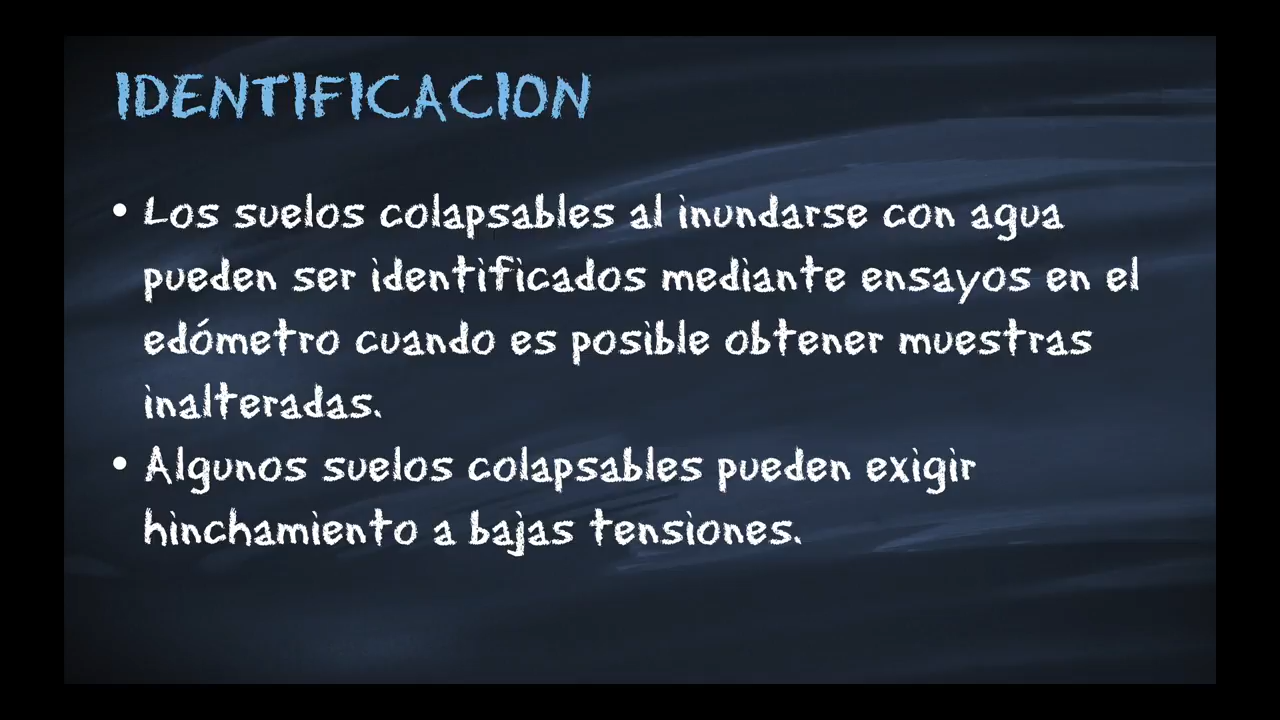 IDENTIFICACION
• Los suelos colapsables al inundarse con agua
pueden ser identificados mediante ensayos en el
edómetro cuando es posible obtener muestras
inalteradas.
• Algunos suelos colapsables pueden exigir
hinchamiento a bajas tensiones.